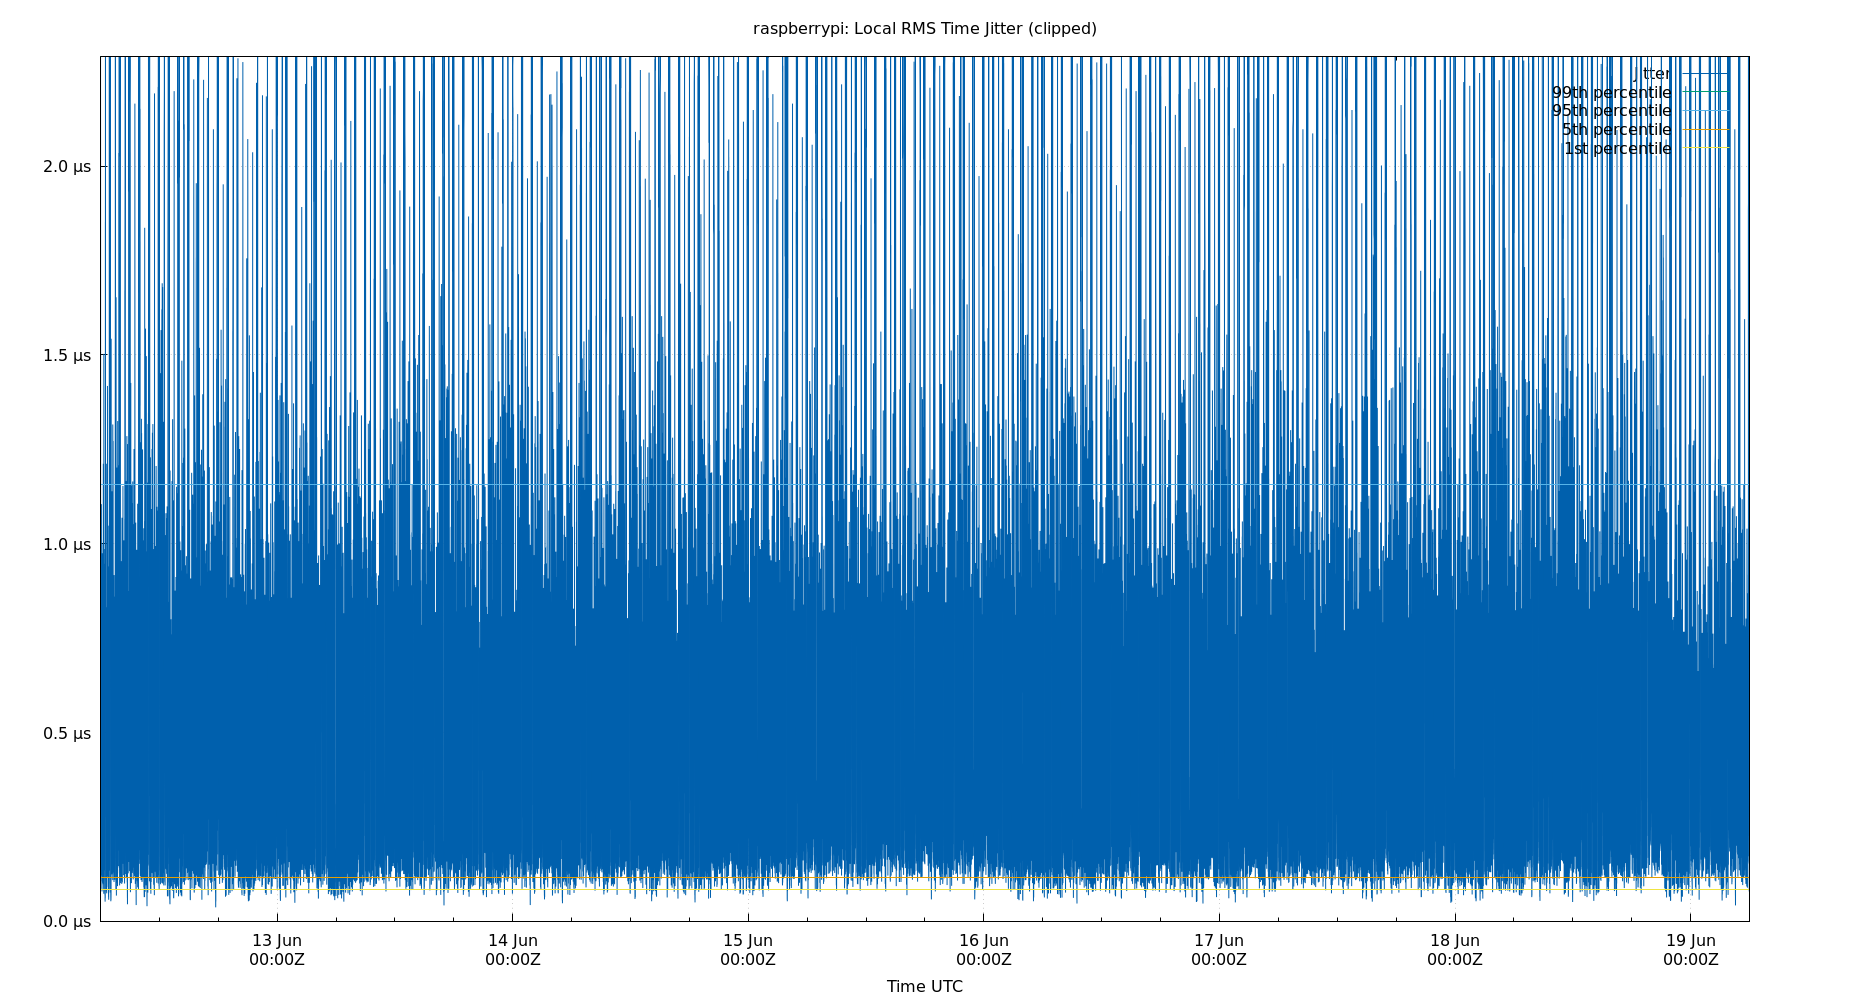 raspberrypi: Local RMS Time Jitter (clipped)
jitter
99th percentile
95th percentile
5th percentile
1st percentile
2.0 µs
1.5 µs
1.0 µs
0.5 µs
0.0 µs
13 Jun 14 Jun 15 Jun 16 Jun 17 Jun 18 Jun 19 Jun
00:00Z 00:00Z 00:00Z 00:00Z 00:00Z 00:00Z 00:00Z
Time UTC